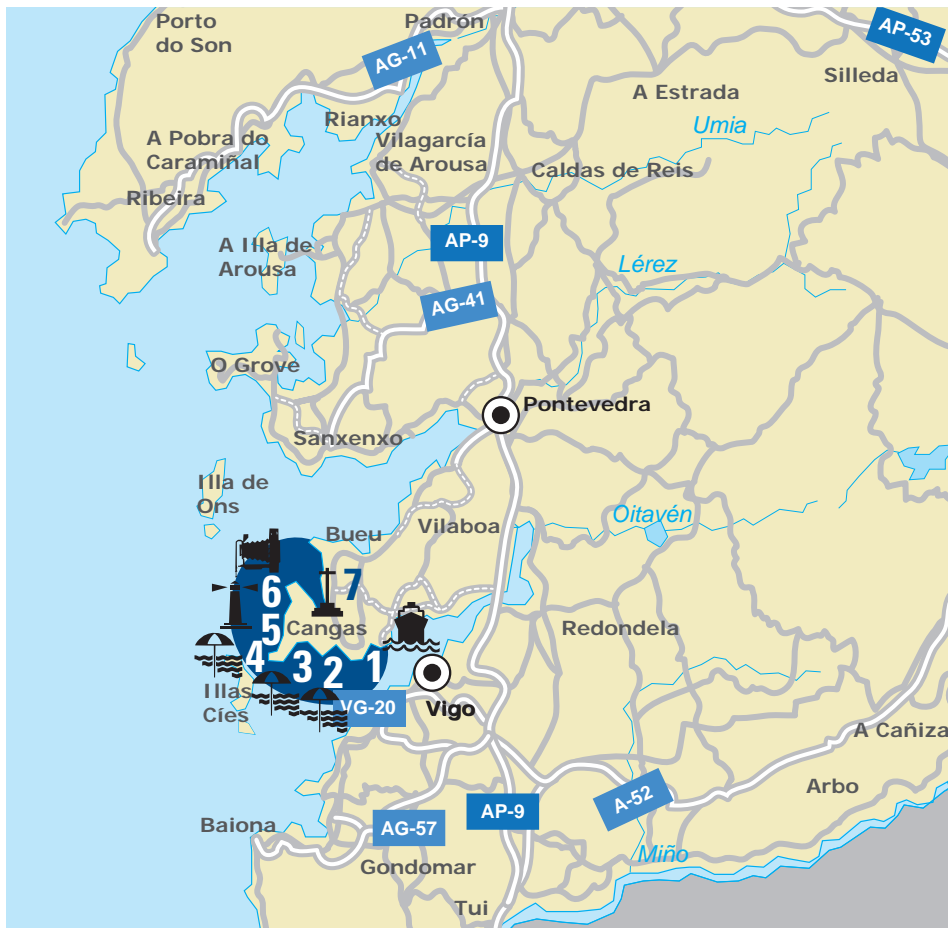 Porto
do Son
Padrón
AP-53
AG-11
Silleda
A Estrada
Rianxo
Umia
A Pobra do
Caramiñal
Vilagarcía
de Arousa
Caldas de Reis
Ribeira
A Illa de
Arousa
AP-9
Lérez
AG-41
O Grove
Pontevedra
Sanxenxo
Illa de
Ons
Bueu
Vilaboa
Oitavén
6
7
5
Cangas
Redondela
4
3
2
1
Illas
Cíes
VG-20
Vigo
A Cañiza
A-52
Arbo
Baiona
AG-57
AP-9
Gondomar
Miño
Tui